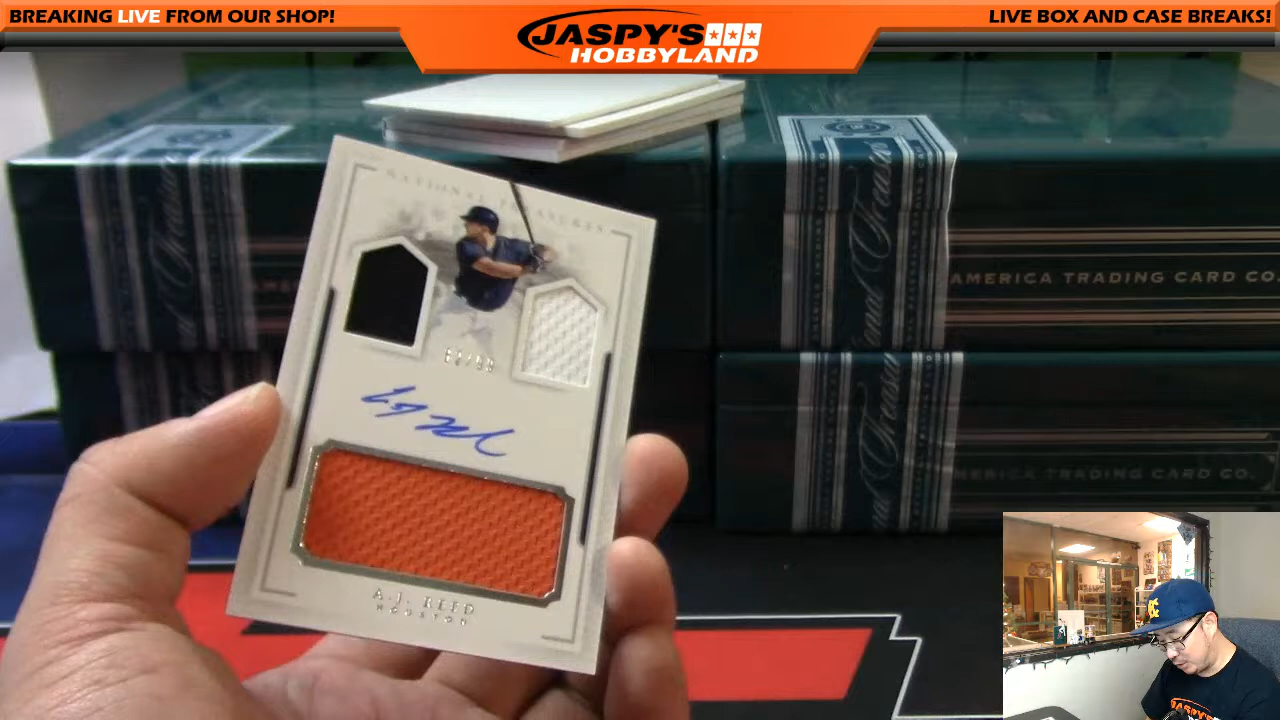 BREAKING LIVE FROM OUR SHOP!
JASPY'S
HOBBYLAND
LIVE BOX AND CASE BREAKS!
NATIONAL TREASURES
AMERICA TRADING CARD CO.
AMERICA TRADING CARD CO.
A.J. REED
HOUSTON
JASPY'S